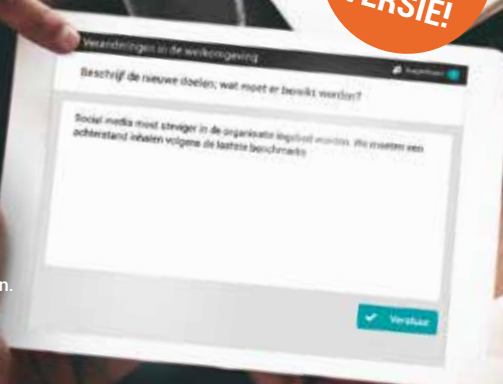 VERSIE!
Veranderingen in de werkomgeving
Beschrijf de nieuwe doelen; wat moet er bereikt worden?
Social media moet steviger in de organisatie ingebed worden. We moeten een
achterstand inhalen volgens de laatste benchmarks
n.
Verstuur